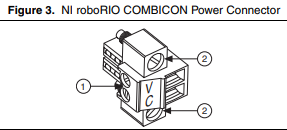 Figure 3. NI roboRIO COMBICON Power Connector
2
1
V
C
2